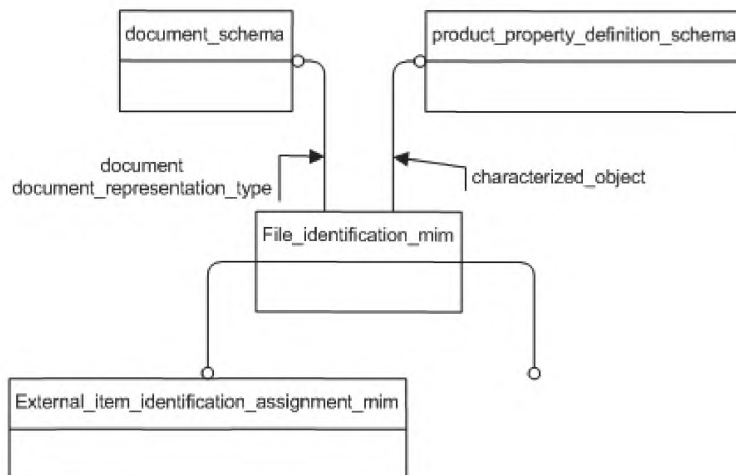 document_schema
product_property_definition_schema
document
document_representation_type
characterized_object
File_identification_mim
External_item_identification_assignment_mim